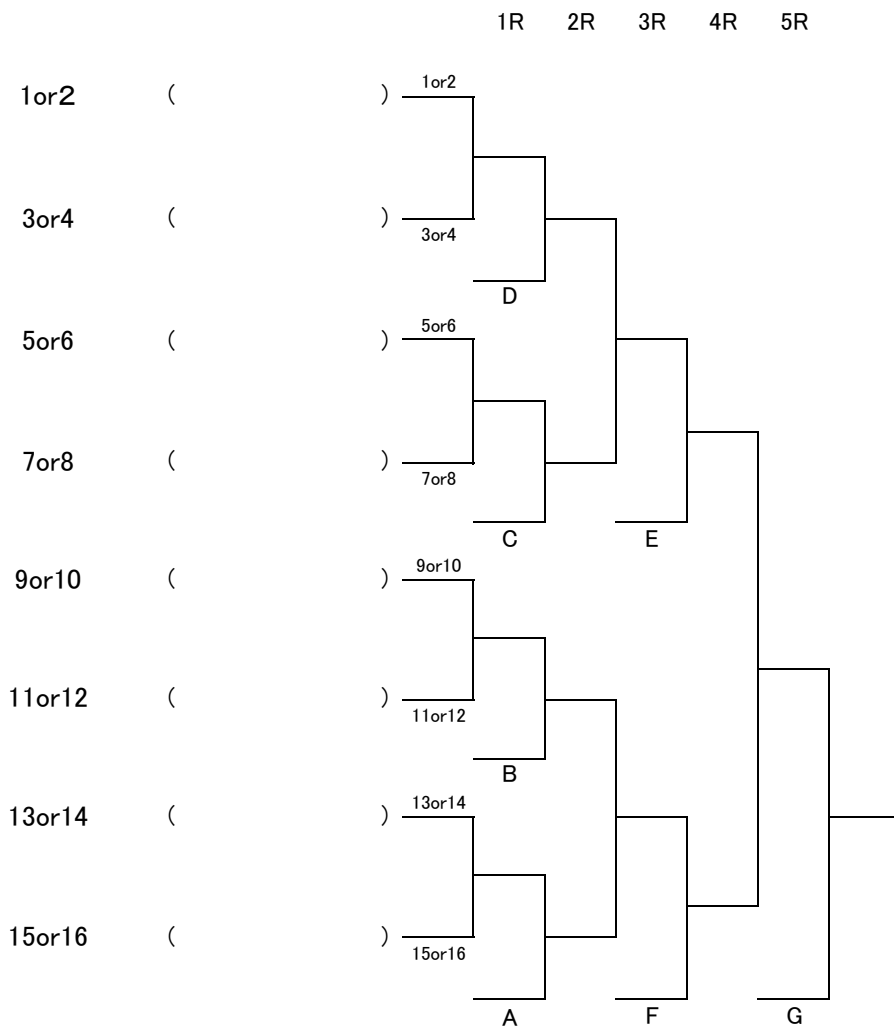 1R 2R 3R 4R 5R
1or2 ( ) 1or2
3or4 ( ) 3or4
D
5or6 ( ) 5or6
7or8 ( ) 7or8
C E
9or10 ( ) 9or10
11or12 ( ) 11or12
B
13or14 ( ) 13or14
15or16 ( ) 15or16
A F G